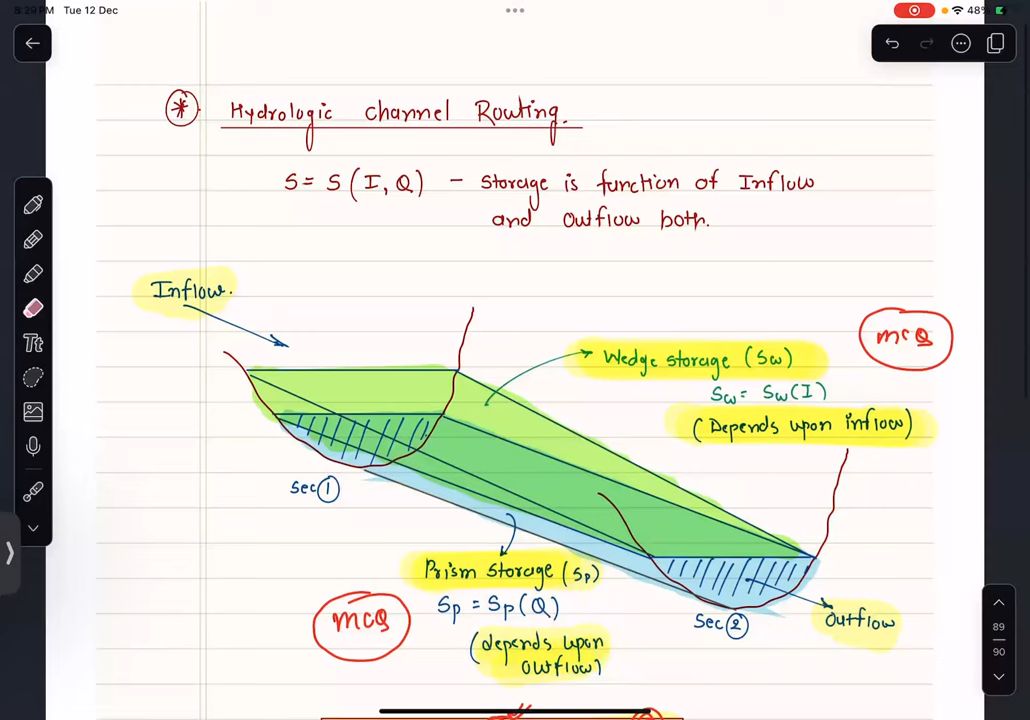 8:29 PM Tue 12 Dec
48%
* Hydrologic channel Routing.
S = S (I, Q) - Storage is function of Inflow
and Outflow both.
Inflow.
MCQ
Wedge storage (Sw)
Sw = Sw (I)
(Depends upon inflow)
Tt
Sec 1
Prism Storage (Sp)
Sp = Sp (Q)
MCQ
(depends upon
outflow)
Sec 2
Outflow
89
90